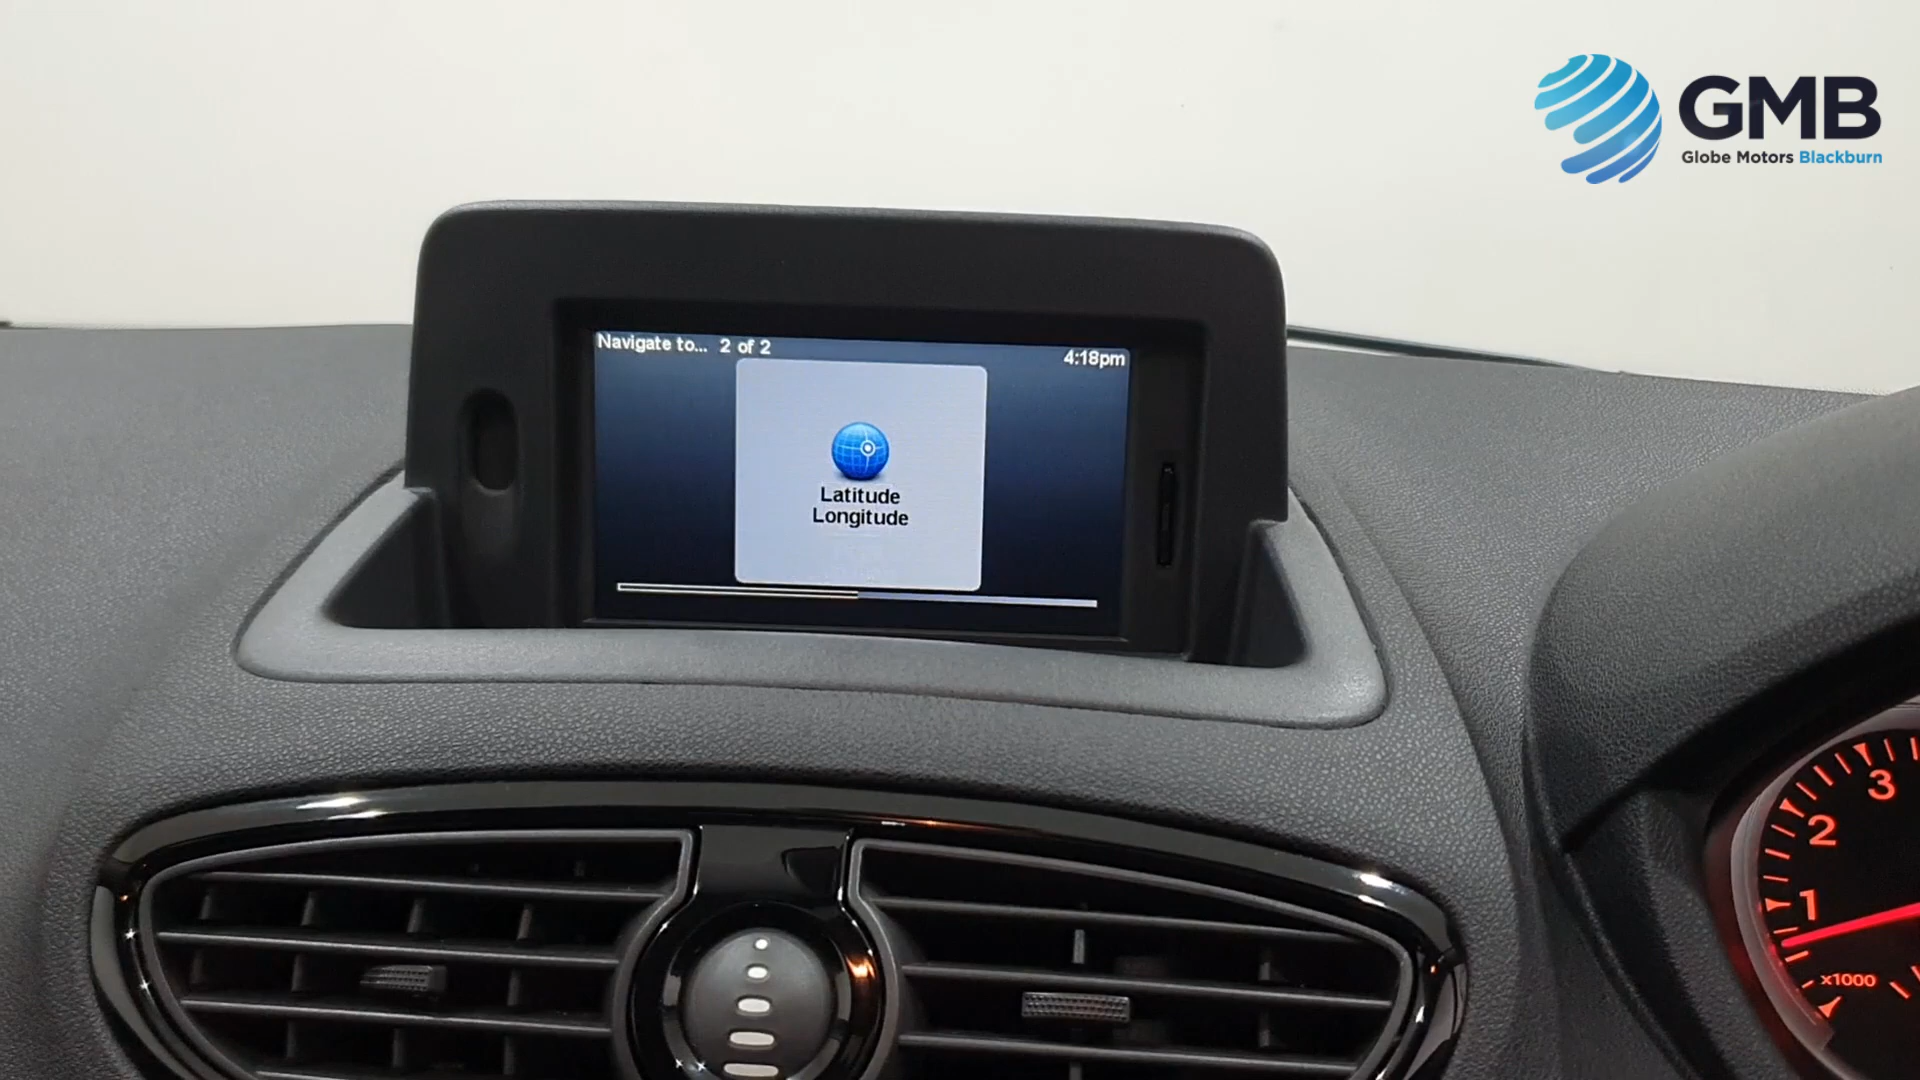 GMB
Globe Motors Blackburn
Navigate to... 2 of 2
4:18pm
Latitude
Longitude
3
2
1
x1000